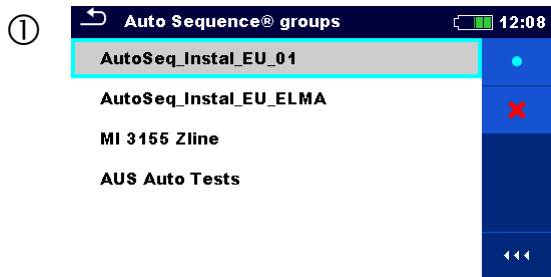 ①
Auto Sequence® groups 12:08
AutoSeq_Instal_EU_01
AutoSeq_Instal_EU_ELMA
MI 3155 Zline
AUS Auto Tests